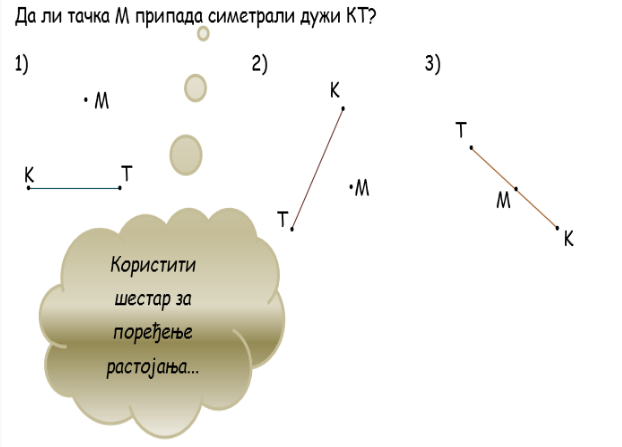 Да ли тачка М припада симетрали дужи КТ?
1) 2) 3)
М
К Т
К
М
Т
Т
М
К
Користити
шестар за
поређење
растојања...